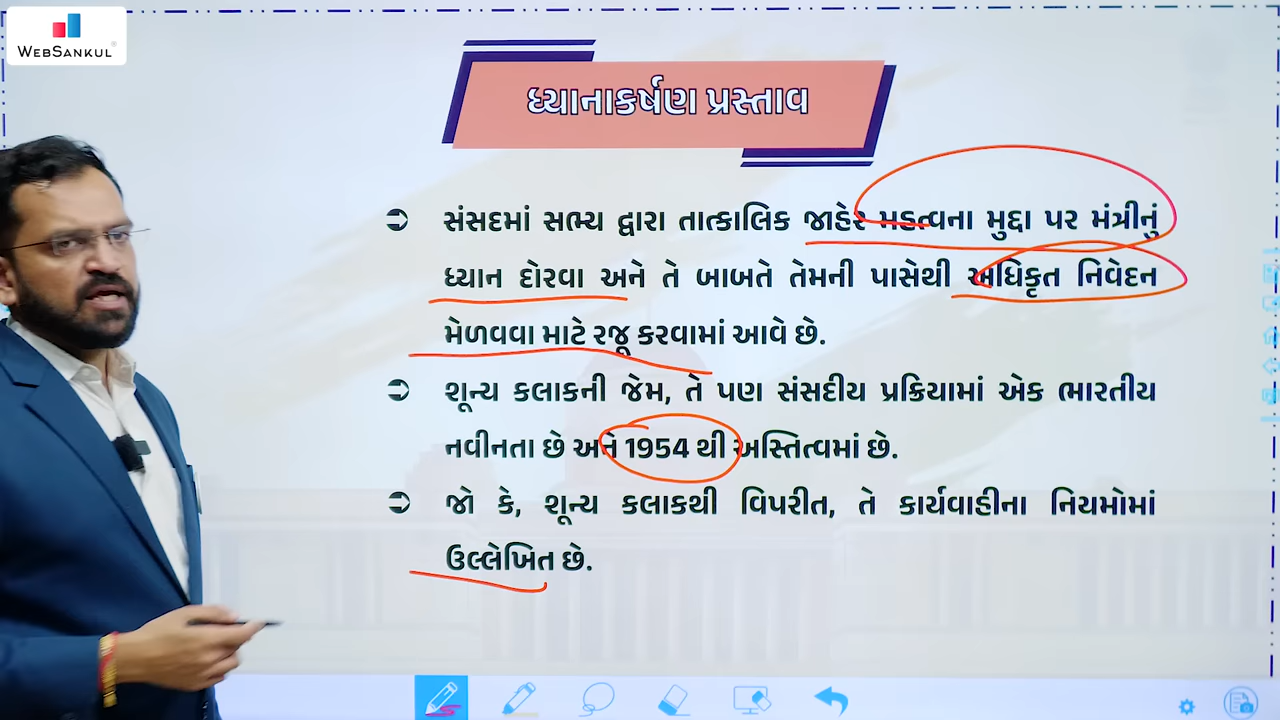 WEBSANKUL
ધ્યાનાકર્ષણ પ્રસ્તાવ
સંસદમાં સભ્ય દ્વારા તાત્કાલિક જાહેર મહત્વના મુદ્દા પર મંત્રીનું
ધ્યાન દોરવા અને તે બાબતે તેમની પાસેથી અધિકૃત નિવેદન
મેળવવા માટે રજૂ કરવામાં આવે છે.
શૂન્ય કલાકની જેમ, તે પણ સંસદીય પ્રક્રિયામાં એક ભારતીય
નવીનતા છે અને 1954 થી અસ્તિત્વમાં છે.
જો કે, શૂન્ય કલાકથી વિપરીત, તે કાર્યવાહીના નિયમોમાં
ઉલ્લેખિત છે.